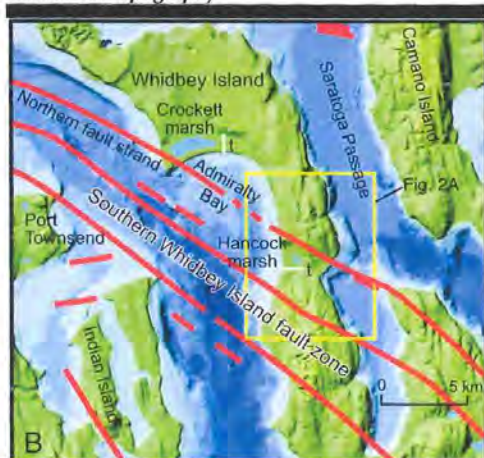 Whidbey Island
Crockett
marsh
t
Admiralty
Bay
Northern fault strand
Saratoga Passage
Camano Island
Fig. 2A
Port
Townsend
Hancock
marsh
t
Southern Whidbey Island fault zone
Indian Island
0 5 km
B